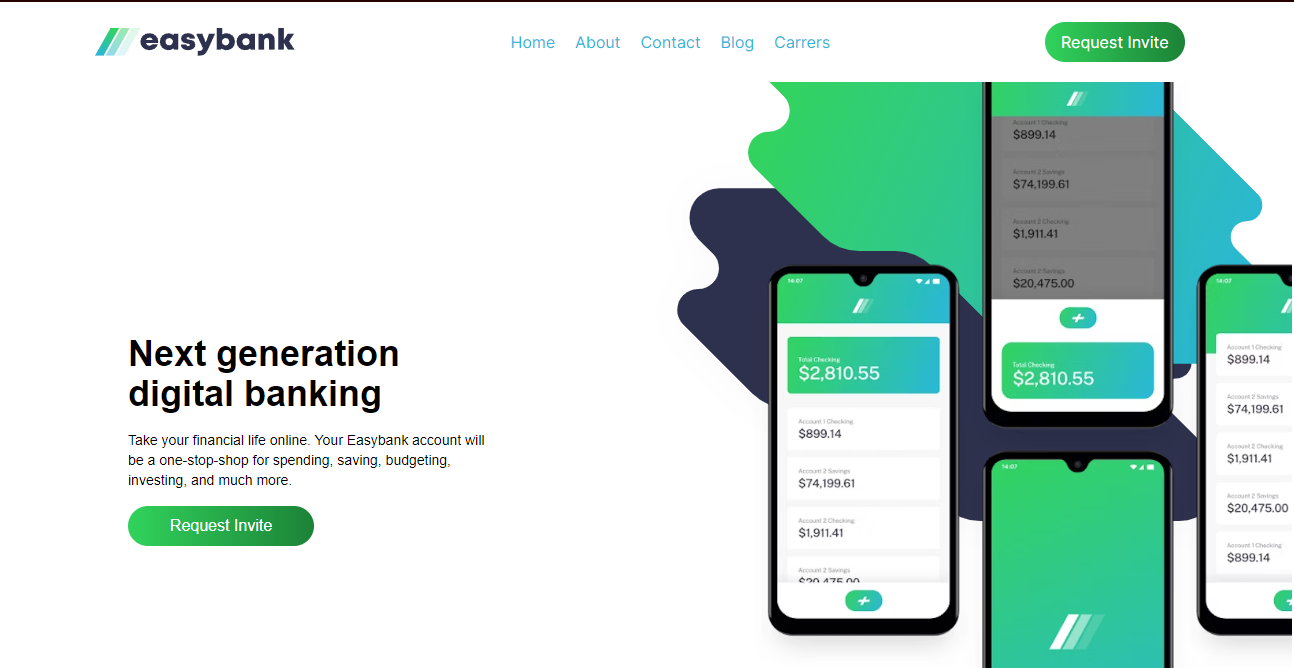 easybank
Home About Contact Blog Carrers
Request Invite
Next generation
digital banking
Take your financial life online. Your Easybank account will
be a one-stop-shop for spending, saving, budgeting,
investing, and much more.
Request Invite
14:07
Total Checking
$2,810.55
Account 1 Checking
$899.14
Account 2 Savings
$74,199.61
Account 2 Checking
$1,911.41
Account 2 Savings
$20,475.00
Account 1 Checking
$899.14
Account 2 Savings
$74,199.61
Account 2 Checking
$1,911.41
Account 2 Savings
$20,475.00
Total Checking
$2,810.55
14:07
14:07
Account 1 Checking
$899.14
Account 2 Savings
$74,199.61
Account 2 Checking
$1,911.41
Account 2 Savings
$20,475.00
Account 1 Checking
$899.14